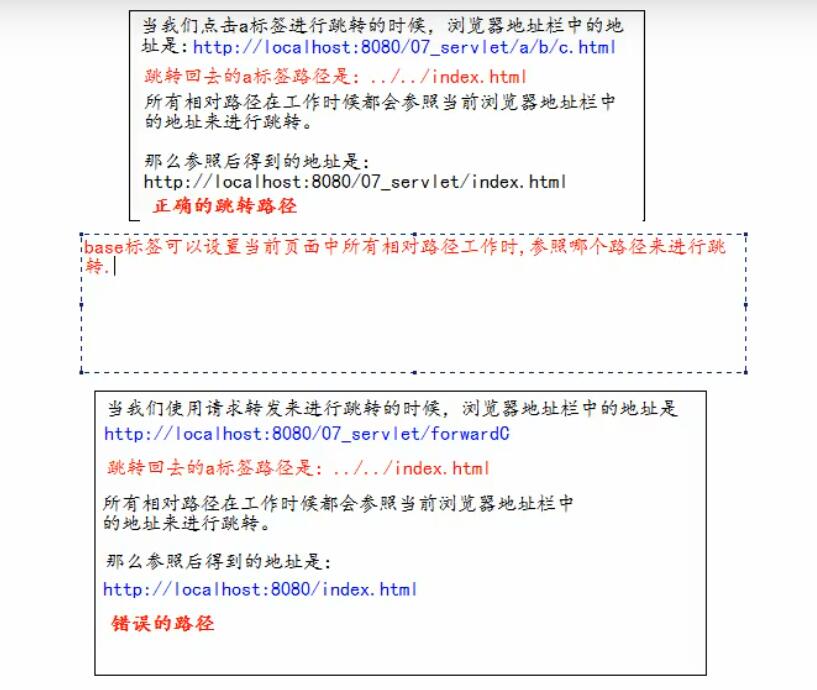 当我们点击a标签进行跳转的时候，浏览器地址栏中的地
址是:http://localhost:8080/07_servlet/a/b/c.html
跳转回去的a标签路径是：../../index.html
所有相对路径在工作时候都会参照当前浏览器地址栏中
的地址来进行跳转。
那么参照后得到的地址是：
http://localhost:8080/07_servlet/index.html
正确的跳转路径
base标签可以设置当前页面中所有相对路径工作时,参照哪个路径来进行跳
转.
当我们使用请求转发来进行跳转的时候，浏览器地址栏中的地址是
http://localhost:8080/07_servlet/forwardC
跳转回去的a标签路径是：../../index.html
所有相对路径在工作时候都会参照当前浏览器地址栏中
的地址来进行跳转。
那么参照后得到的地址是：
http://localhost:8080/index.html
错误的路径